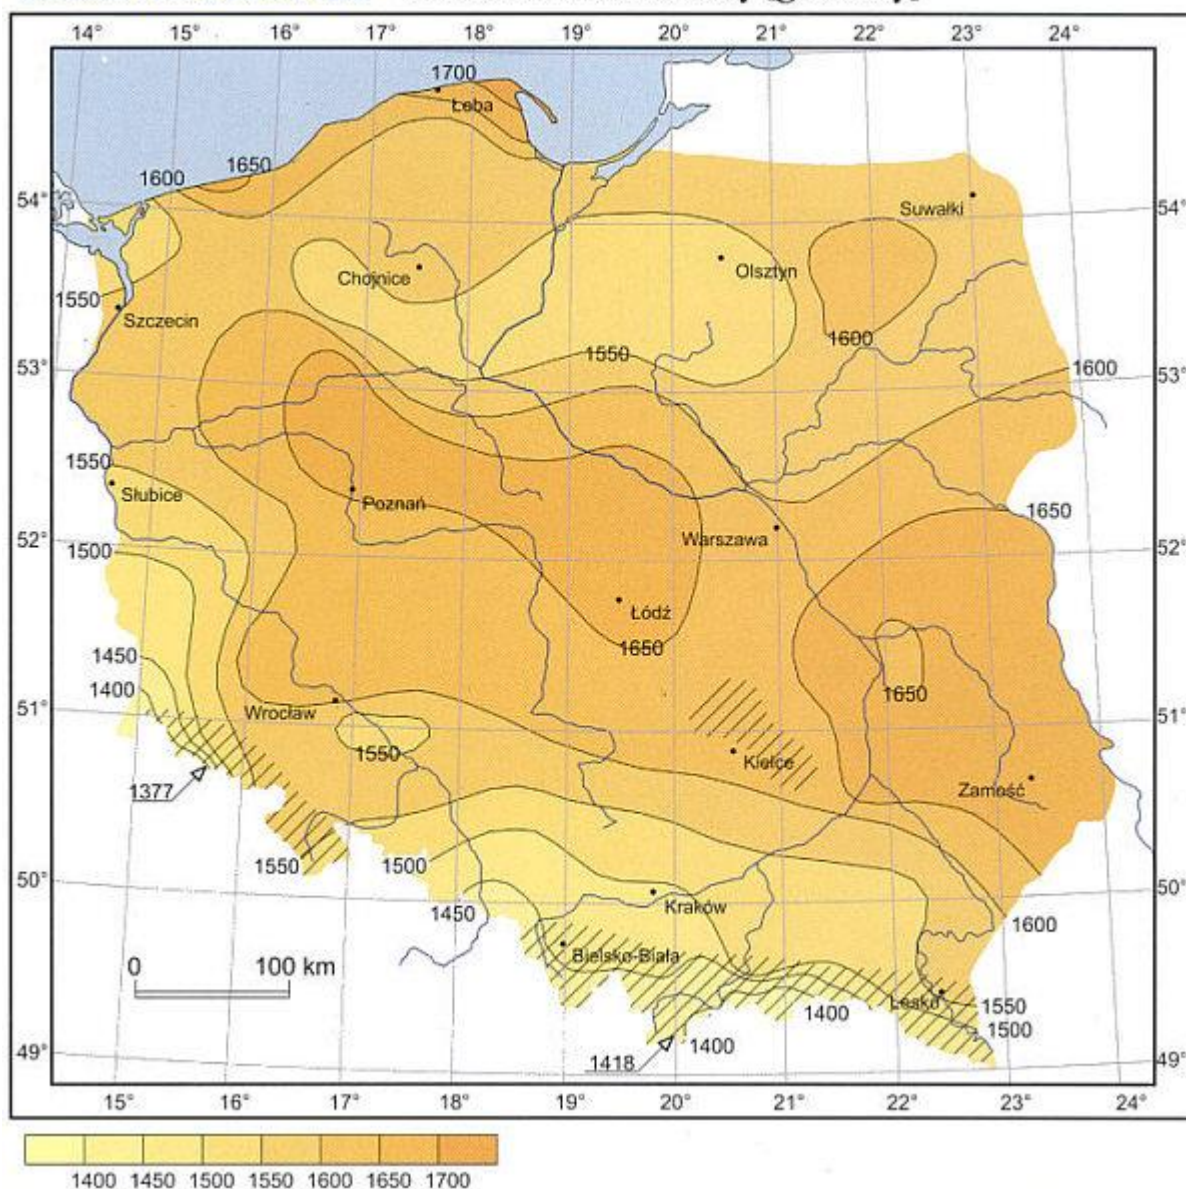 14° 15° 16° 17° 18° 19° 20° 21° 22° 23° 24°
1700
Łeba
1650
1600
54° 54°
Suwałki
Chojnice
Olsztyn
1550
Szczecin
1600
1550
53° 53°
1600
1550
Słubice
Poznań
1650
Warszawa
1500
52° 52°
Łódź
1650
1450
1400
1650
51° 51°
Wrocław
1550
Kielce
1377
Zamość
1550
1500
50° 50°
1450
Kraków
1600
Bielsko-Biała
0 100 km
Lesko
1550
1400
1500
1400
1418
49° 49°
15° 16° 17° 18° 19° 20° 21° 22° 23° 24°
1400 1450 1500 1550 1600 1650 1700